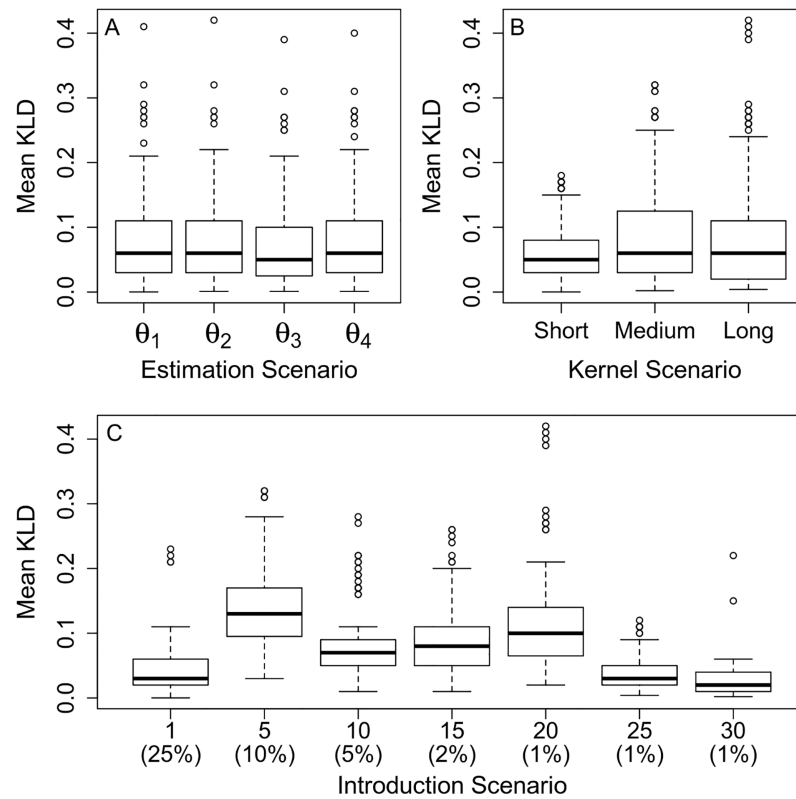 A
Mean KLD
0.0 0.1 0.2 0.3 0.4
θ1 θ2 θ3 θ4
Estimation Scenario
B
Mean KLD
0.0 0.1 0.2 0.3 0.4
Short Medium Long
Kernel Scenario
C
Mean KLD
0.0 0.1 0.2 0.3 0.4
1 5 10 15 20 25 30
(25%) (10%) (5%) (2%) (1%) (1%) (1%)
Introduction Scenario